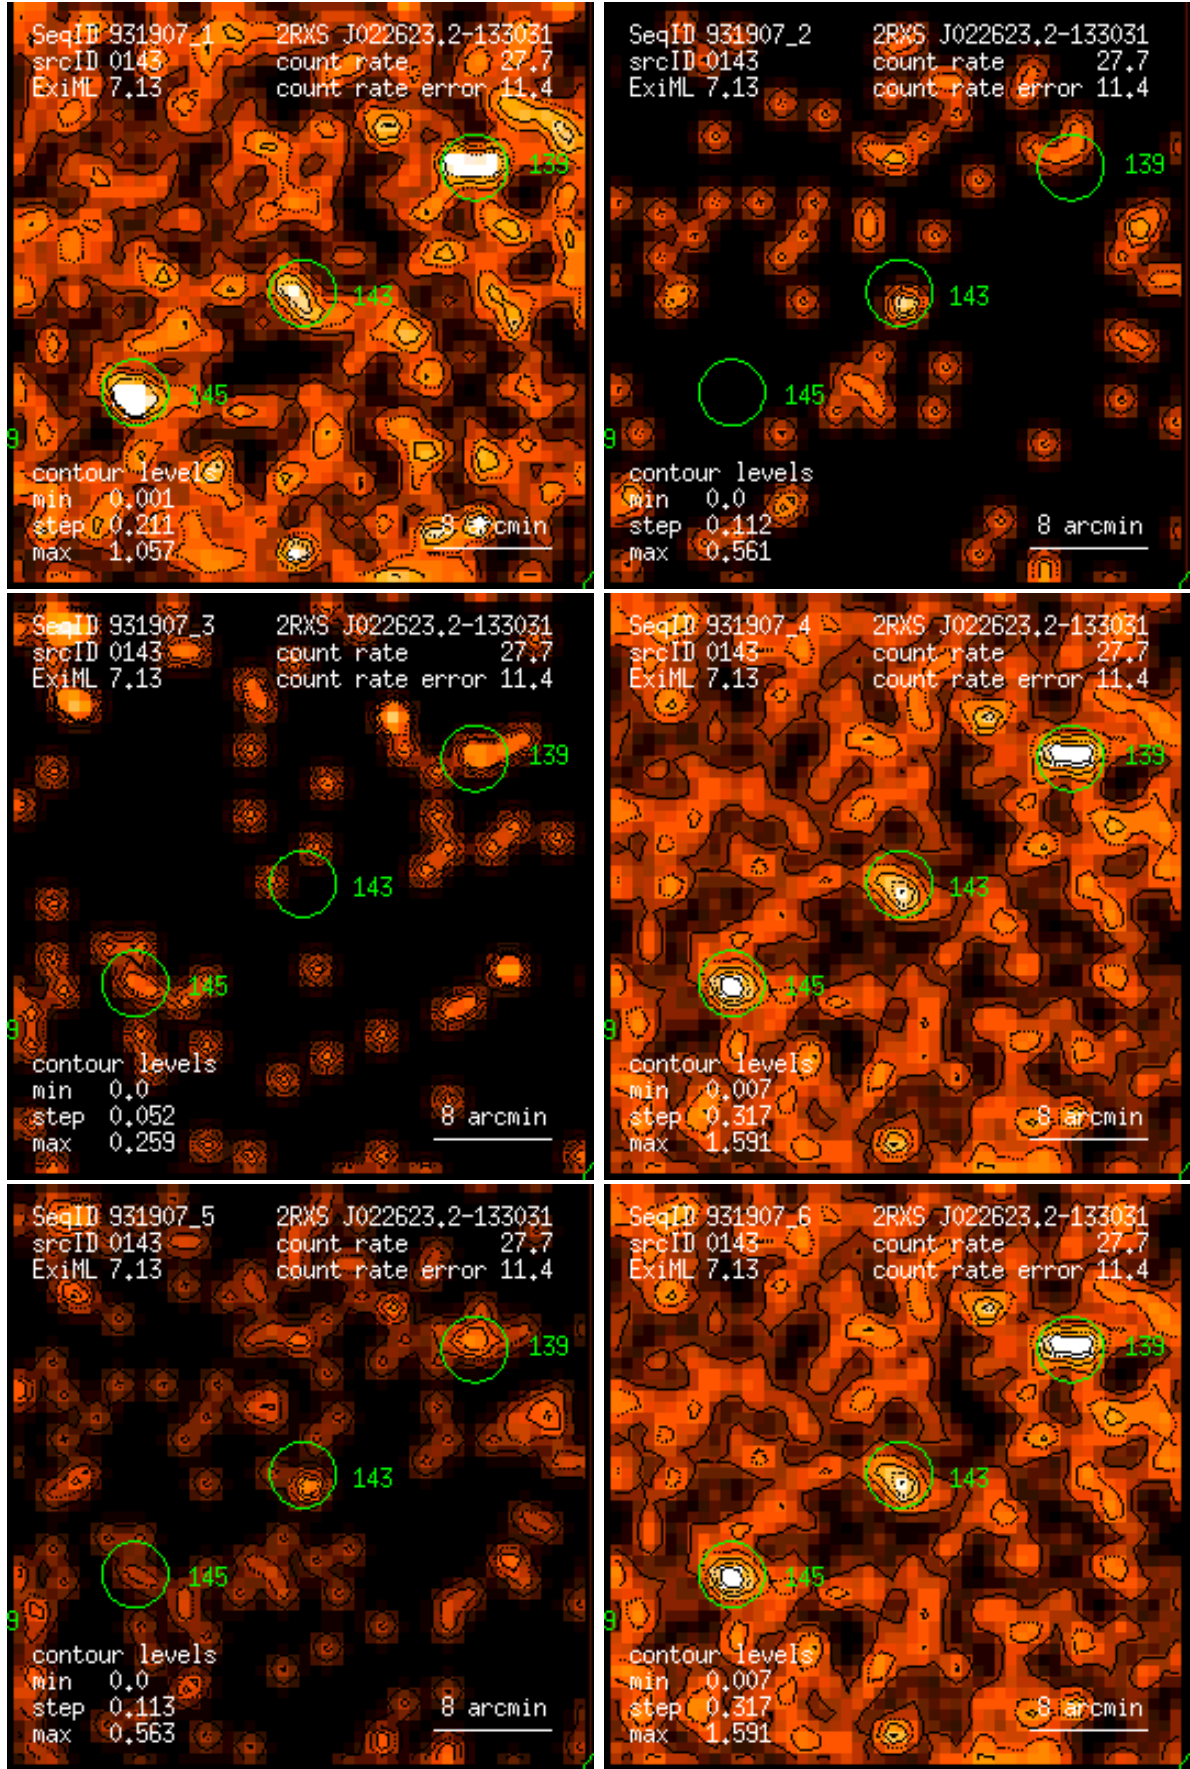 SeqID 931907_1 2RXS J022623.2-133031
srcID 0143 count rate 27.7
ExiML 7.13 count rate error 11.4
139
143
145
9
contour levels
min 0.001
step 0.211
max 1.057
8 arcmin
SeqID 931907_2 2RXS J022623.2-133031
srcID 0143 count rate 27.7
ExiML 7.13 count rate error 11.4
139
143
145
9
contour levels
min 0.0
step 0.112
max 0.561
8 arcmin
SeqID 931907_3 2RXS J022623.2-133031
srcID 0143 count rate 27.7
ExiML 7.13 count rate error 11.4
139
143
145
9
contour levels
min 0.0
step 0.052
max 0.259
8 arcmin
SeqID 931907_4 2RXS J022623.2-133031
srcID 0143 count rate 27.7
ExiML 7.13 count rate error 11.4
139
143
145
9
contour levels
min 0.007
step 0.317
max 1.591
8 arcmin
SeqID 931907_5 2RXS J022623.2-133031
srcID 0143 count rate 27.7
ExiML 7.13 count rate error 11.4
139
143
145
9
contour levels
min 0.0
step 0.113
max 0.563
8 arcmin
SeqID 931907_6 2RXS J022623.2-133031
srcID 0143 count rate 27.7
ExiML 7.13 count rate error 11.4
139
143
145
9
contour levels
min 0.007
step 0.317
max 1.591
8 arcmin